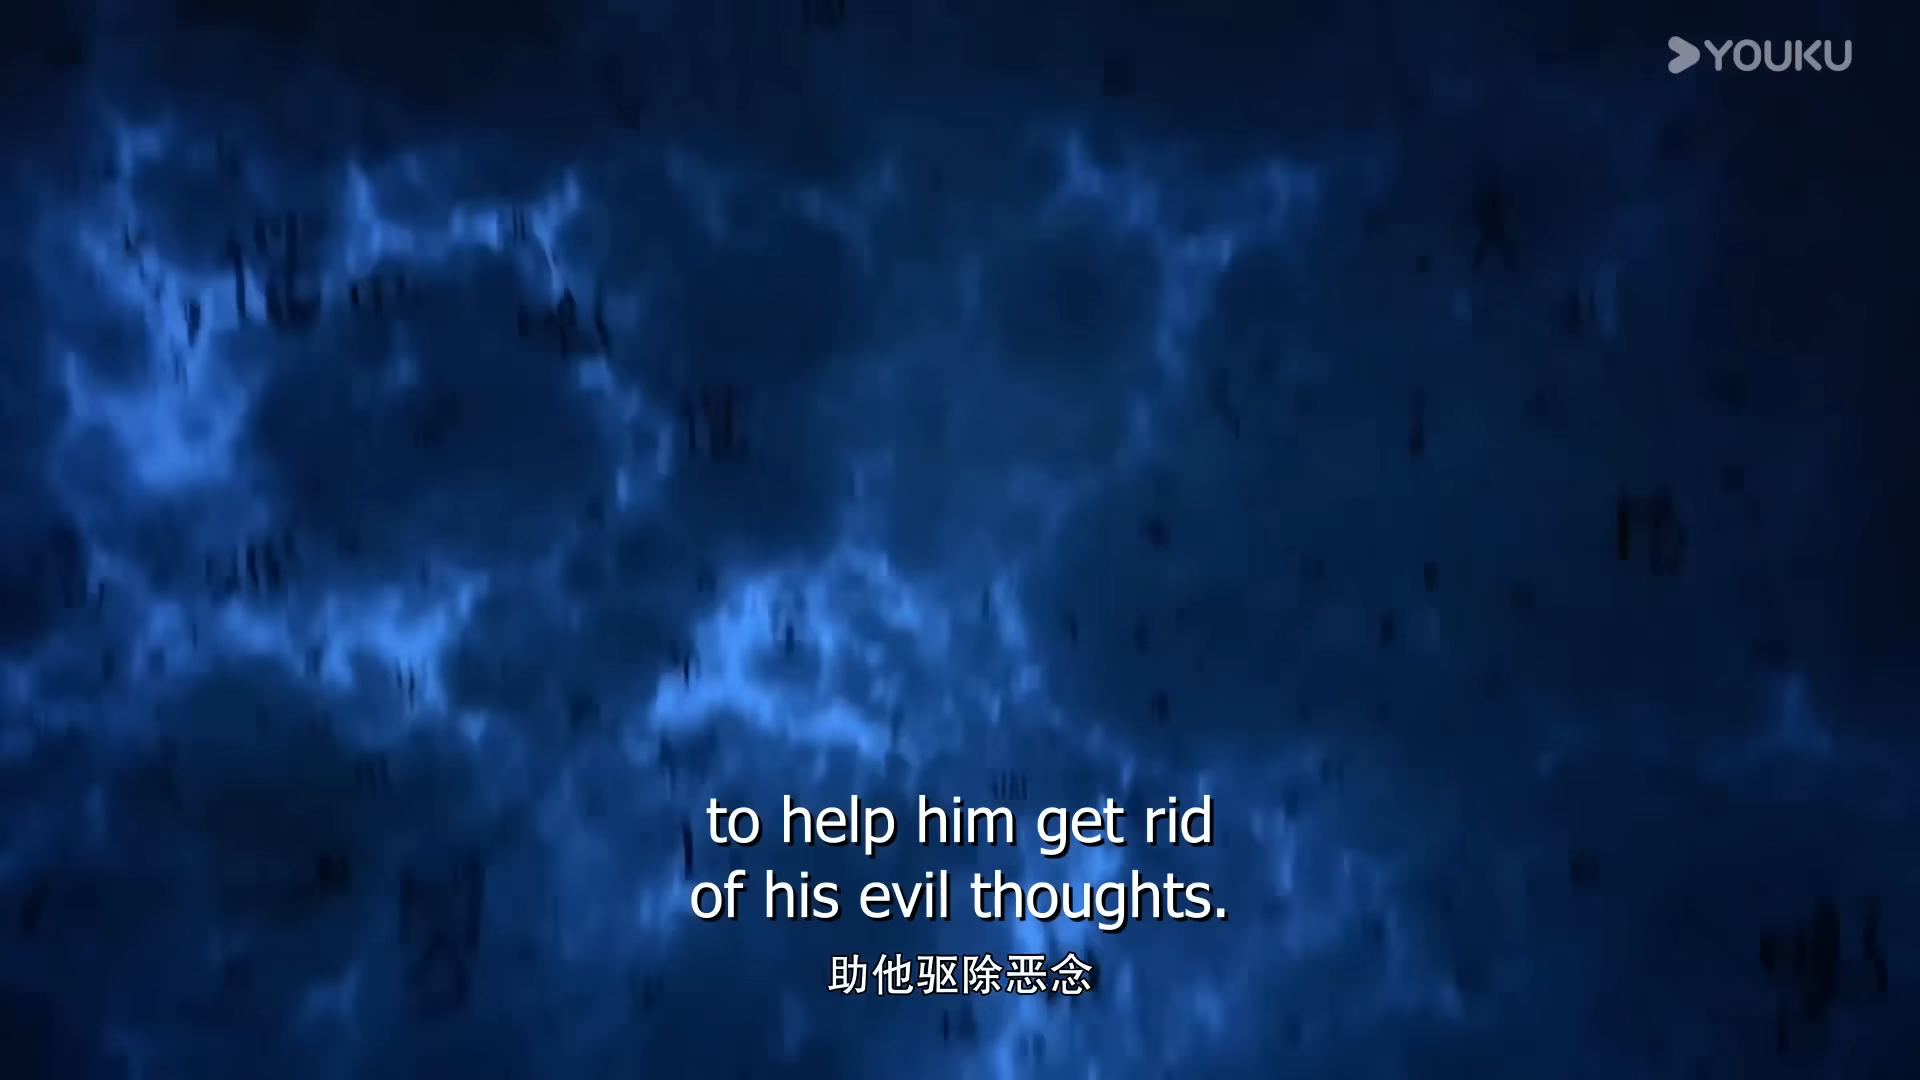 YOUKU
to help him get rid
of his evil thoughts.
助他驱除恶念